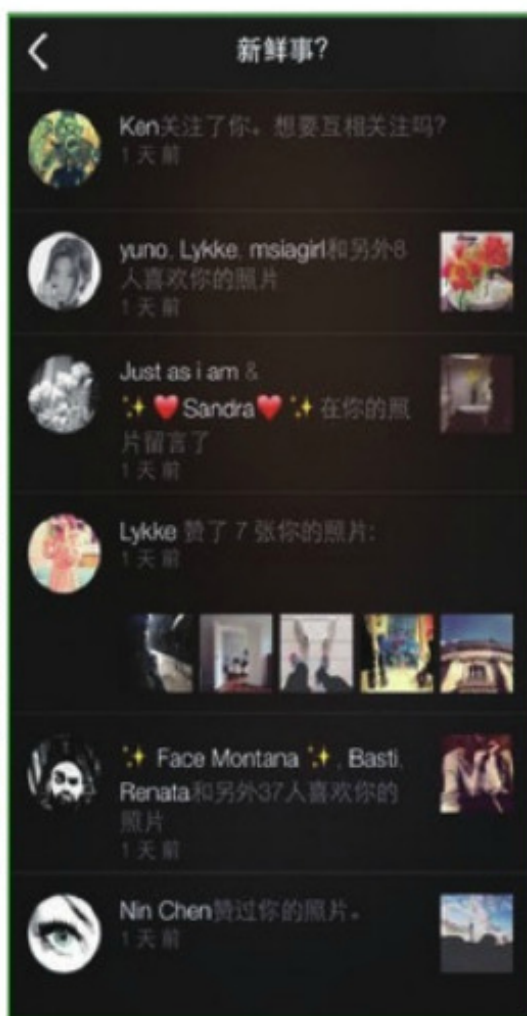 新鲜事?
Ken关注了你。想要互相关注吗?
1 天前
yuno, Lykke, msiagirl和另外8
人喜欢你的照片
1 天前
Just as i am &
✨❤️Sandra❤️✨在你的照
片留言了
1 天前
Lykke 赞了 7 张你的照片:
1 天前
✨ Face Montana ✨, Basti,
Renata和另外37人喜欢你的
照片
1 天前
Nin Chen赞过你的照片。
1 天前